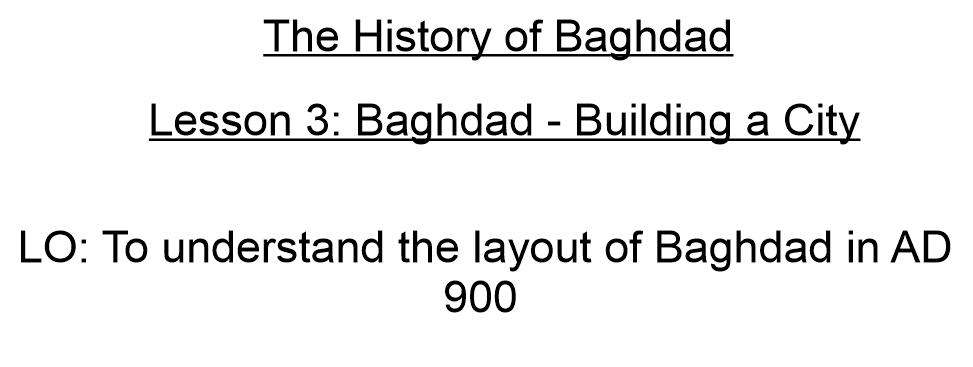 The History of Baghdad
Lesson 3: Baghdad - Building a City
LO: To understand the layout of Baghdad in AD
900